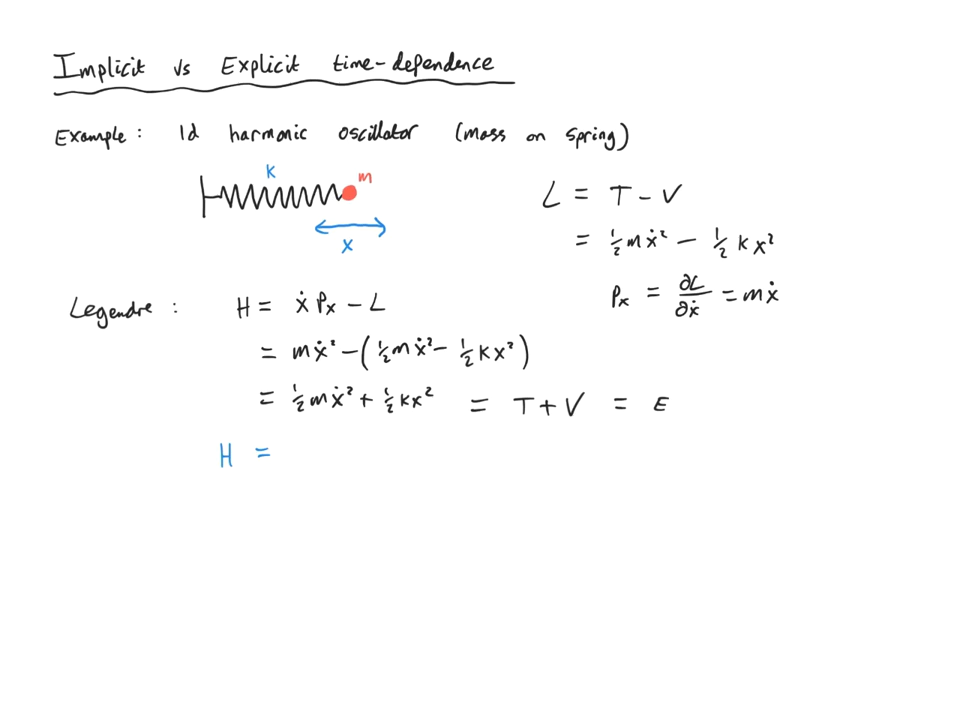 Implicit vs Explicit time-dependence
Example: 1d harmonic oscillator (mass on spring)
k
m
x
L = T - V
= ½mẋ² - ½kx²
Pₓ = ∂L/∂ẋ = mẋ
Legendre: H = ẋPₓ - L
= mẋ² - (½mẋ² - ½kx²)
= ½mẋ² + ½kx² = T + V = E
H =